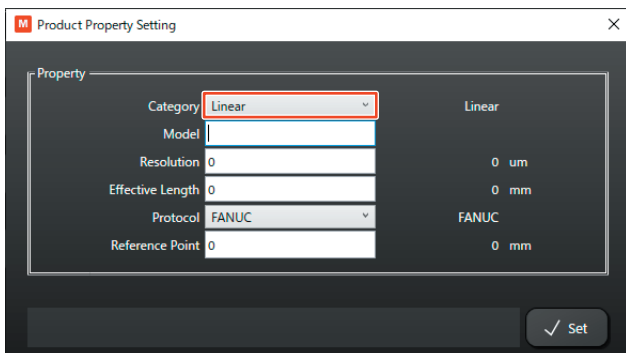 M Product Property Setting
Property
Category Linear Linear
Model
Resolution 0 0 um
Effective Length 0 0 mm
Protocol FANUC FANUC
Reference Point 0 0 mm
Set